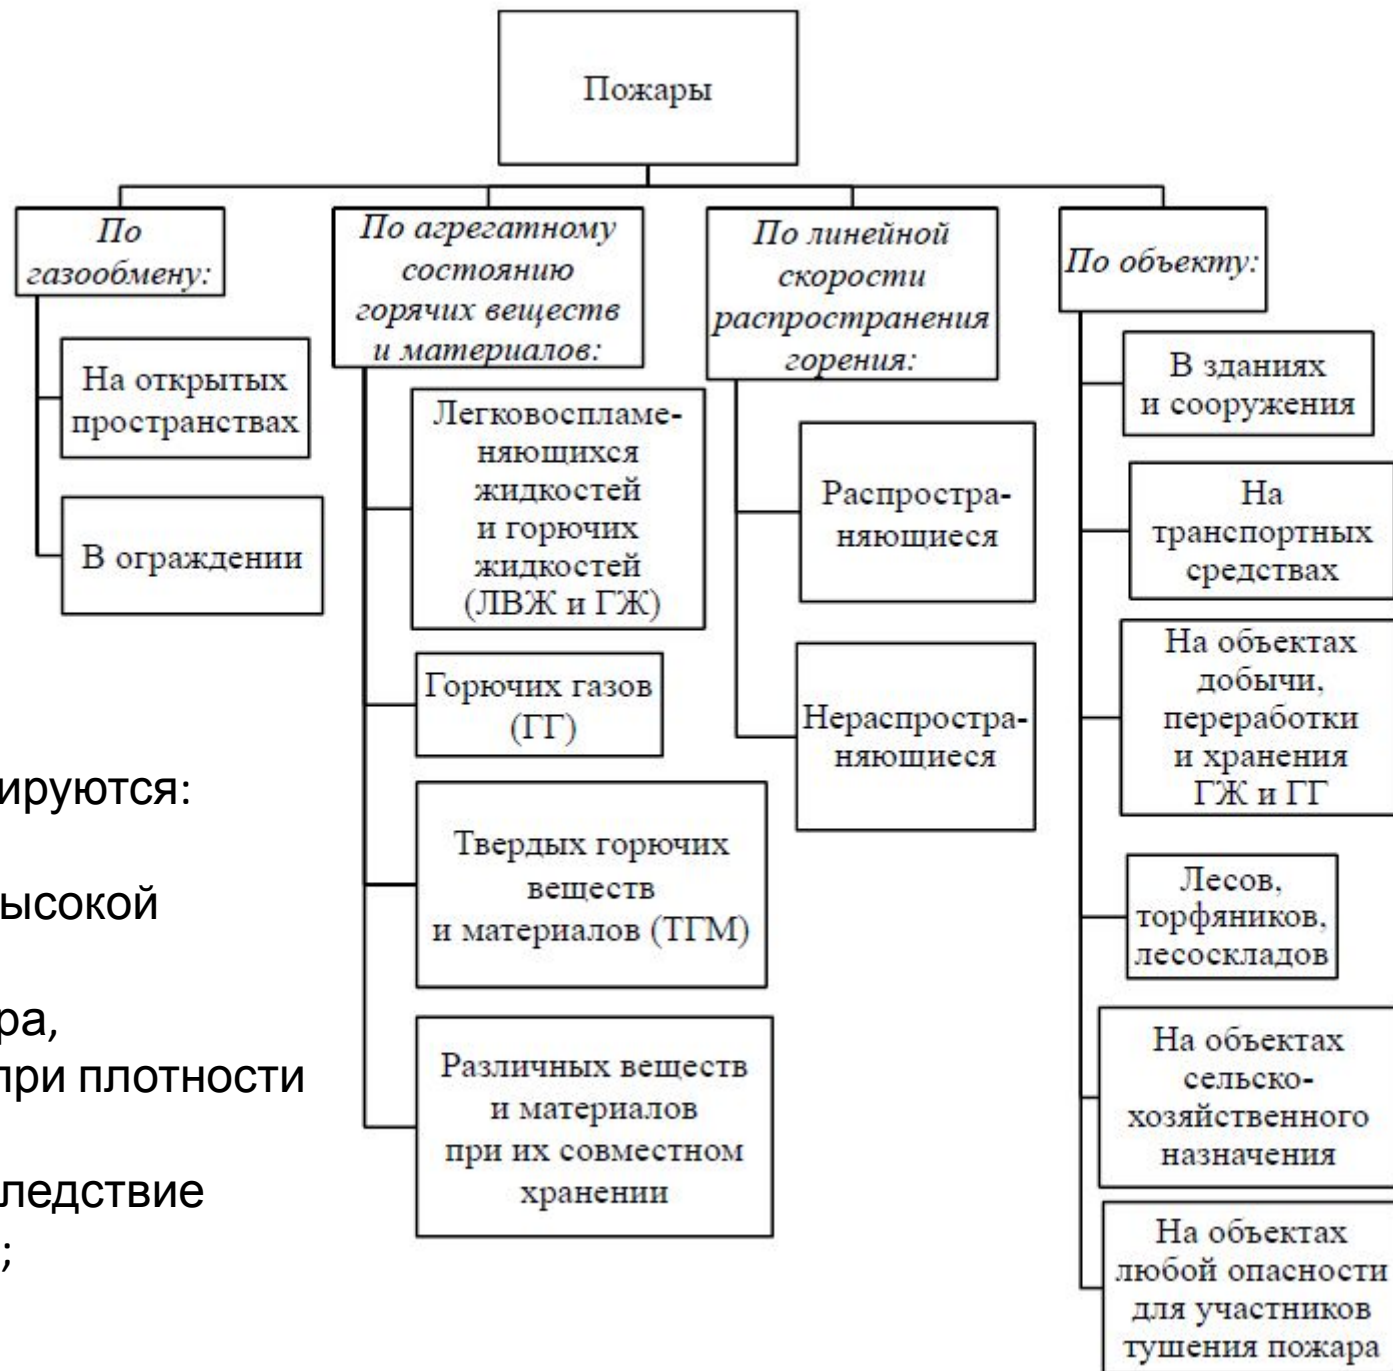 Пожары
По
газообмену:
На открытых
пространствах
В ограждении
По агрегатному
состоянию
горячих веществ
и материалов:
Легковоспламе-
няющихся
жидкостей
и горючих
жидкостей
(ЛВЖ и ГЖ)
Горючих газов
(ГГ)
Твердых горючих
веществ
и материалов (ТГМ)
Различных веществ
и материалов
при их совместном
хранении
По линейной
скорости
распространения
горения:
Распростра-
няющиеся
Нераспростра-
няющиеся
По объекту:
В зданиях
и сооружения
На
транспортных
средствах
На объектах
добычи,
переработки
и хранения
ГЖ и ГГ
Лесов,
торфяников,
лесоскладов
На объектах
сельско-
хозяйственного
назначения
На объектах
любой опасности
для участников
тушения пожара
ируются:
ысокой
ра,
при плотности
ледствие
;